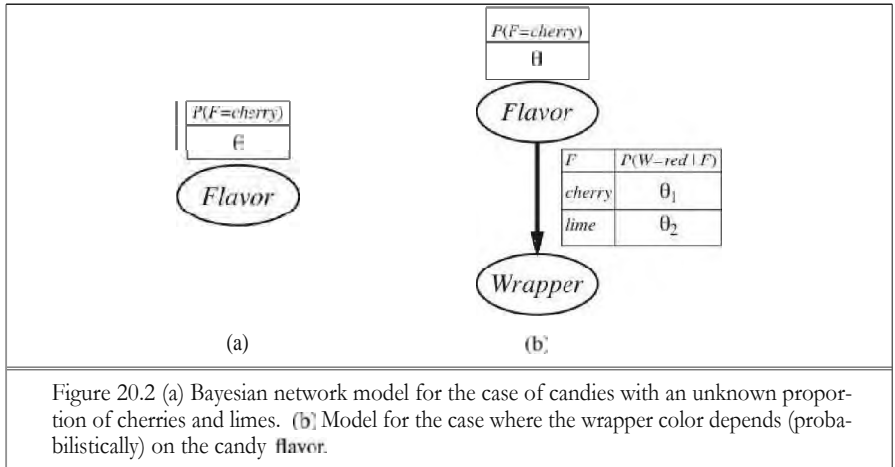 P(F=cherry)
θ
Flavor
(a)
P(F=cherry)
θ
Flavor
F P(W=red | F)
cherry θ₁
lime θ₂
Wrapper
(b)
Figure 20.2 (a) Bayesian network model for the case of candies with an unknown propor-
tion of cherries and limes. (b) Model for the case where the wrapper color depends (proba-
bilistically) on the candy flavor.